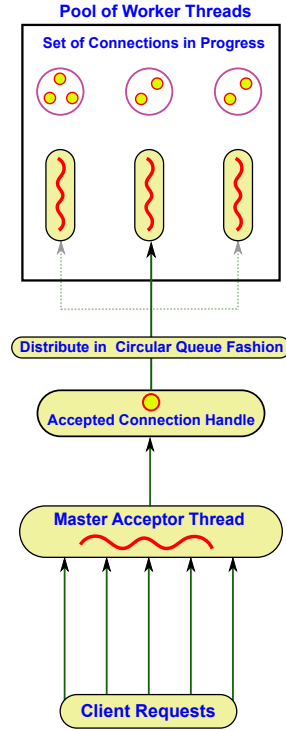 Pool of Worker Threads
Set of Connections in Progress
Distribute in Circular Queue Fashion
Accepted Connection Handle
Master Acceptor Thread
Client Requests